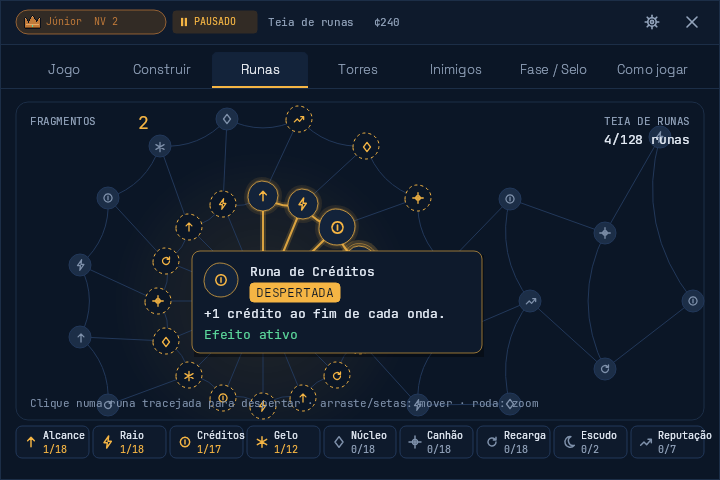 Júnior NV 2
PAUSADO
Teia de runas
¢240
Jogo
Construir
Runas
Torres
Inimigos
Fase / Selo
Como jogar
FRAGMENTOS 2
TEIA DE RUNAS
4/128 runas
Runa de Créditos
DESPERTADA
+1 crédito ao fim de cada onda.
Efeito ativo
Clique numa runa tracejada para despertar · arraste/setas: mover · roda: zoom
Alcance
1/18
Raio
1/18
Créditos
1/17
Gelo
1/12
Núcleo
0/18
Canhão
0/18
Recarga
0/18
Escudo
0/2
Reputação
0/7